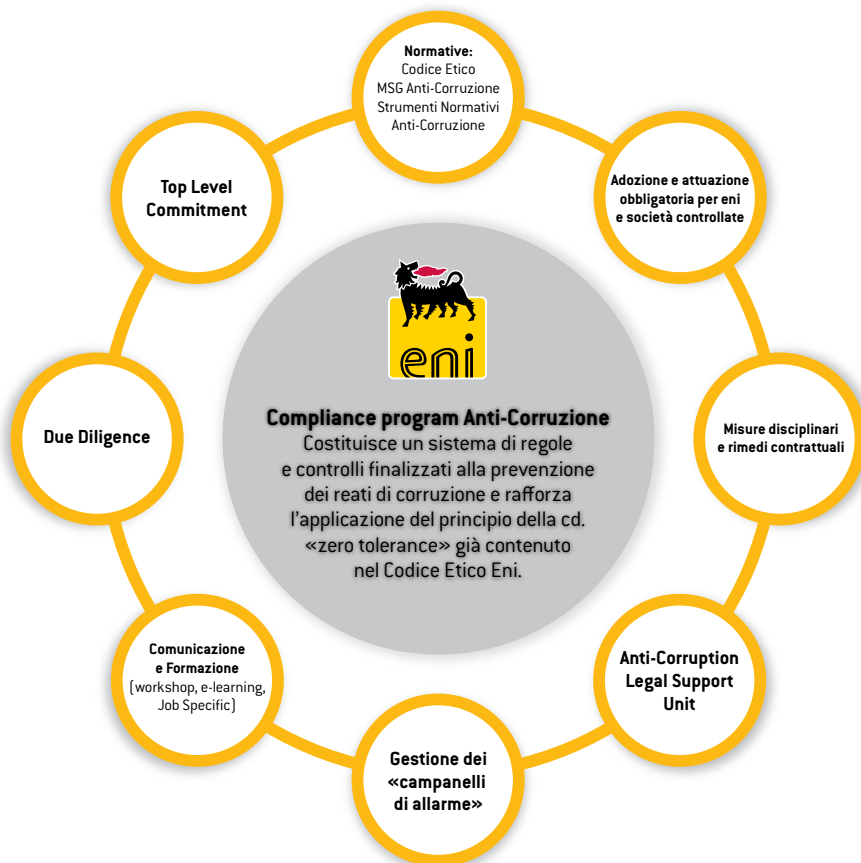 Normative:
Codice Etico
MSG Anti-Corruzione
Strumenti Normativi
Anti-Corruzione
Adozione e attuazione
obbligatoria per eni
e società controllate
Misure disciplinari
e rimedi contrattuali
Anti-Corruption
Legal Support
Unit
Gestione dei
«campanelli
di allarme»
Comunicazione
e Formazione
(workshop, e-learning,
Job Specific)
Due Diligence
Top Level
Commitment
eni
Compliance program Anti-Corruzione
Costituisce un sistema di regole
e controlli finalizzati alla prevenzione
dei reati di corruzione e rafforza
l’applicazione del principio della cd.
«zero tolerance» già contenuto
nel Codice Etico Eni.